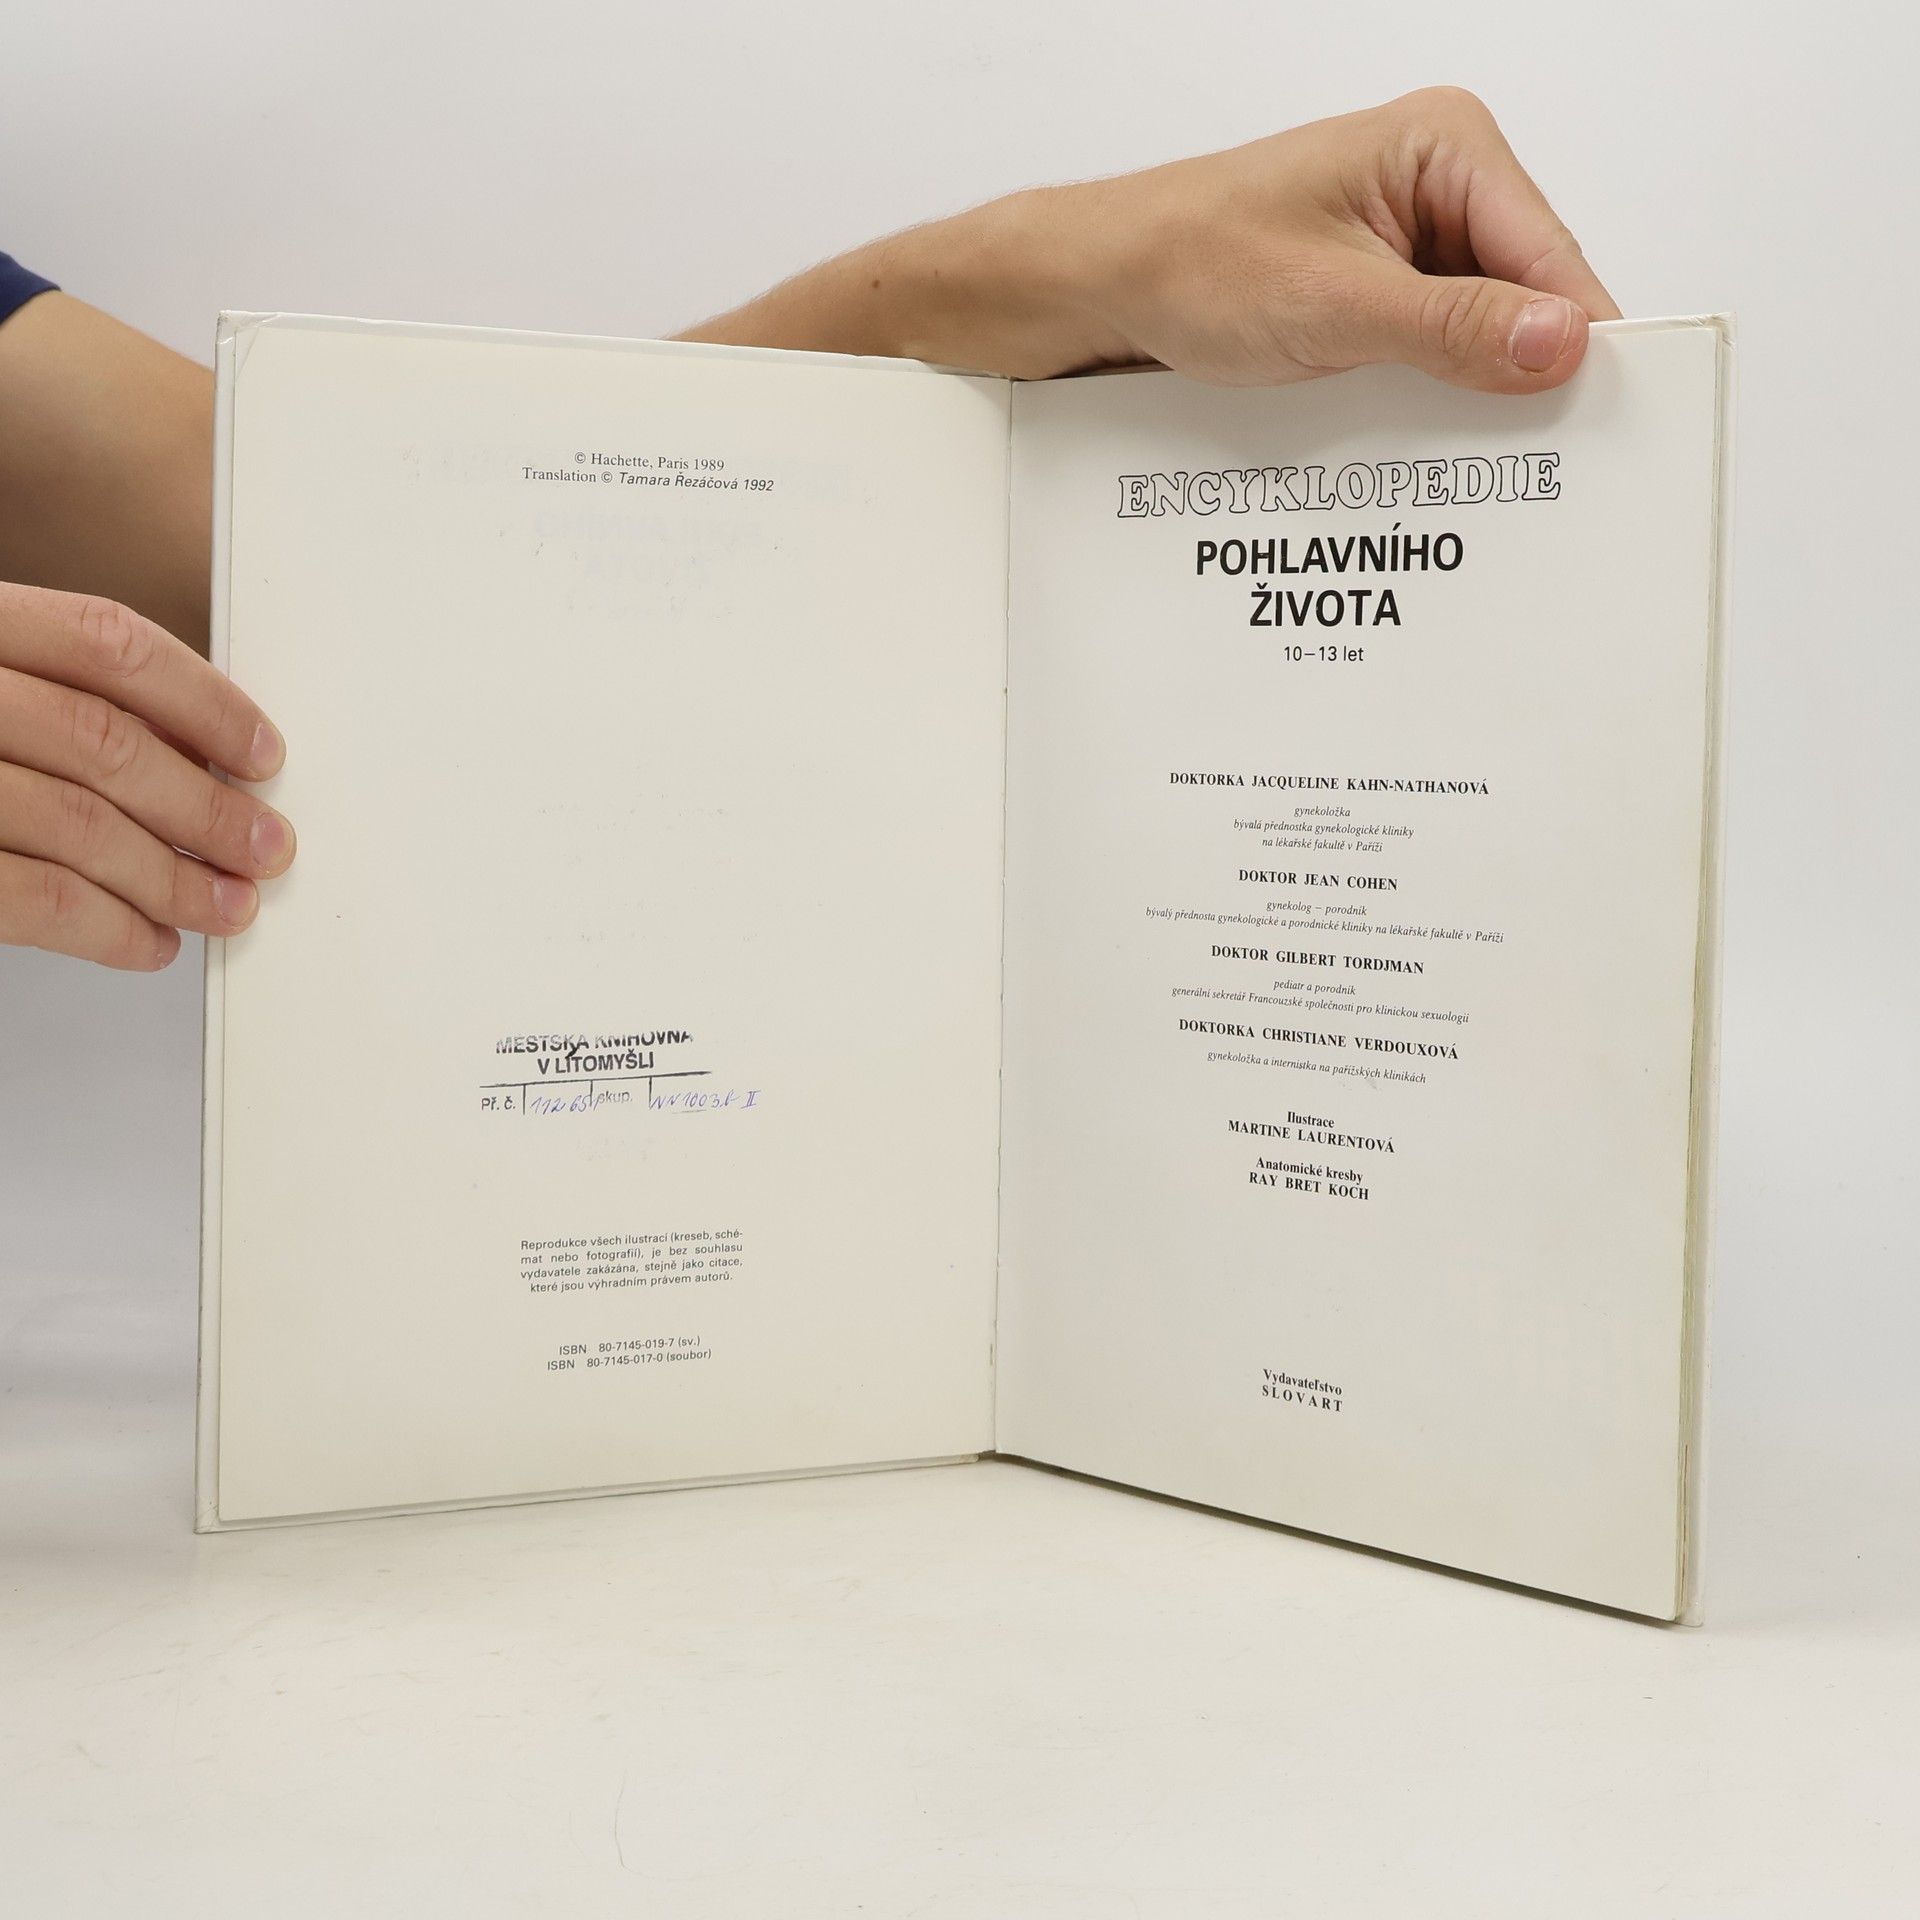 © Hachette, Paris 1989
Translation © Tamara Řezáčová 1992
MĚSTSKÁ KNIHOVNA
V LITOMYŠLI
Př. č. skup.
Reprodukce všech ilustrací (kreseb, sché-
mat nebo fotografií), je bez souhlasu
vydavatele zakázána, stejně jako citace,
které jsou výhradním právem autorů.
ISBN 80-7145-019-7 (sv.)
ISBN 80-7145-017-0 (soubor)
ENCYKLOPEDIE
POHLAVNÍHO
ŽIVOTA
10–13 let
DOKTORKA JACQUELINE KAHN-NATHANOVÁ
gynekoložka
bývalá přednostka gynekologické kliniky
na lékařské fakultě v Paříži
DOKTOR JEAN COHEN
gynekolog – porodník
bývalý přednosta gynekologické a porodnické kliniky na lékařské fakultě v Paříži
DOKTOR GILBERT TORDJMAN
pediatr a porodník
generální sekretář Francouzské společnosti pro klinickou sexuologii
DOKTORKA CHRISTIANE VERDOUXOVÁ
gynekoložka a internistka na pařížských klinikách
Ilustrace
MARTINE LAURENTOVÁ
Anatomické kresby
RAY BRET KOCH
Vydavateľstvo
SLOVART